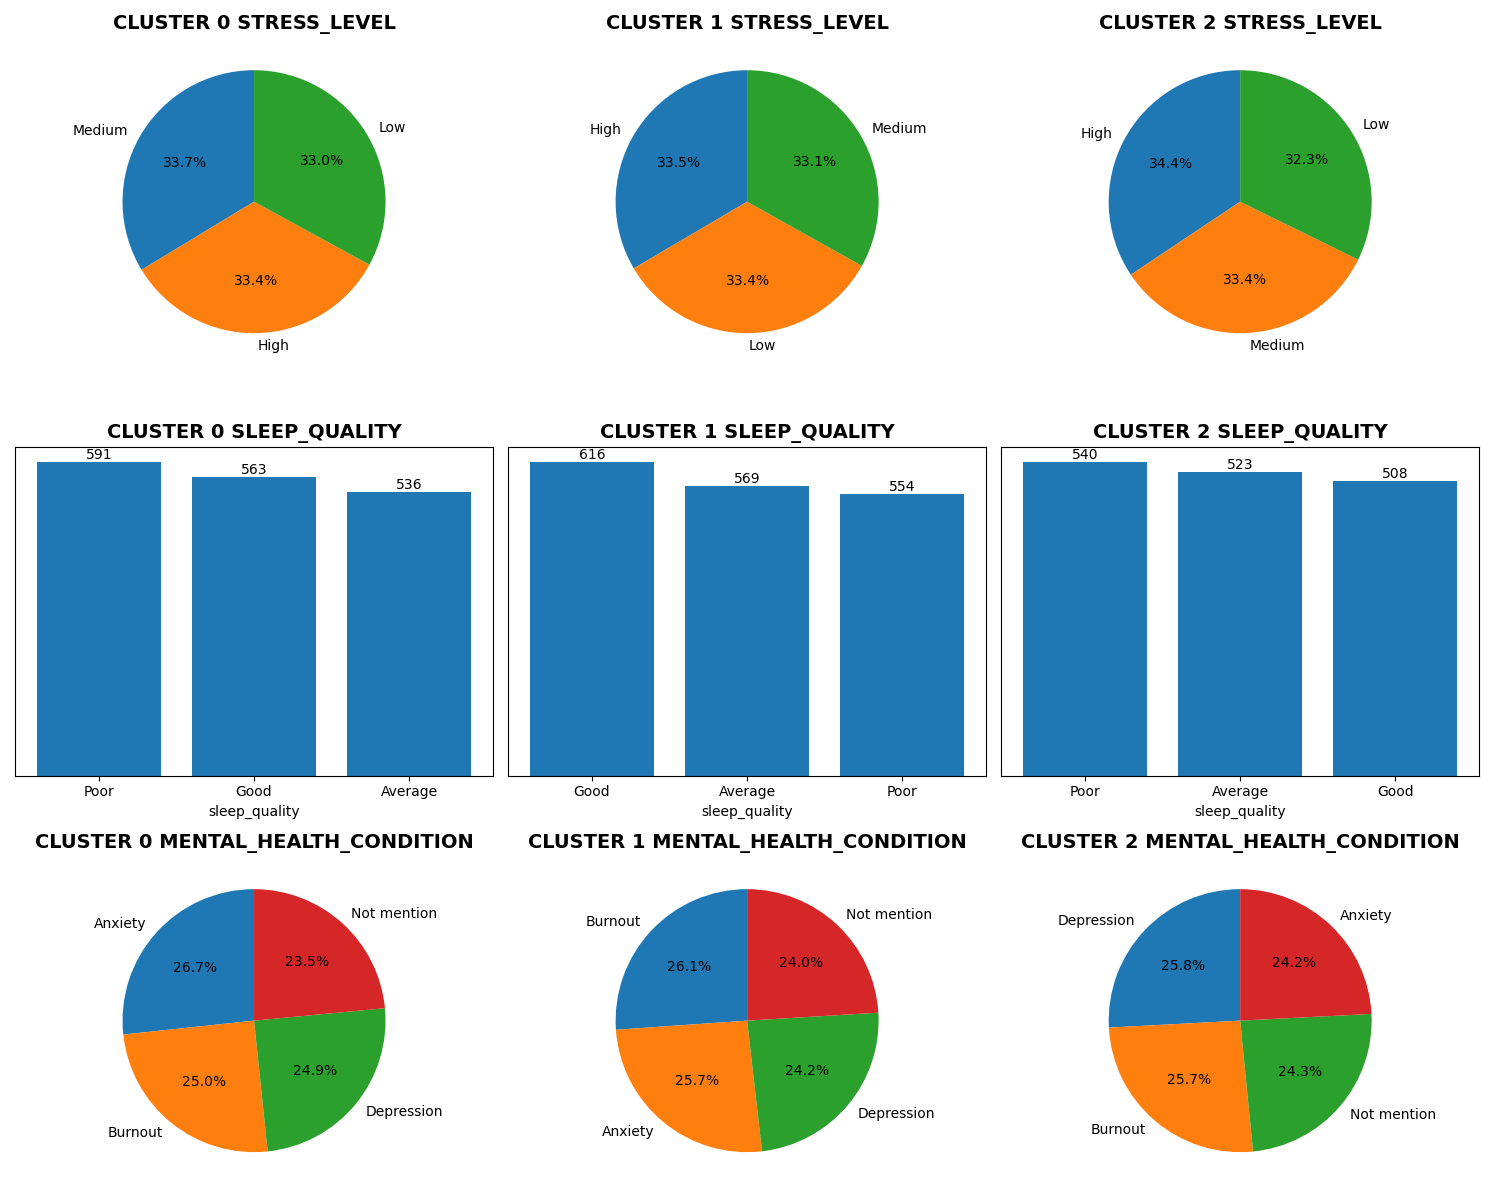 CLUSTER 0 STRESS_LEVEL
Medium
Low
33.7%
33.0%
33.4%
High
CLUSTER 1 STRESS_LEVEL
High
Medium
33.5%
33.1%
33.4%
Low
CLUSTER 2 STRESS_LEVEL
High
Low
34.4%
32.3%
33.4%
Medium
CLUSTER 0 SLEEP_QUALITY
591
563
536
Poor
Good
Average
sleep_quality
CLUSTER 1 SLEEP_QUALITY
616
569
554
Good
Average
Poor
sleep_quality
CLUSTER 2 SLEEP_QUALITY
540
523
508
Poor
Average
Good
sleep_quality
CLUSTER 0 MENTAL_HEALTH_CONDITION
Anxiety
Not mention
26.7%
23.5%
25.0%
24.9%
Burnout
Depression
CLUSTER 1 MENTAL_HEALTH_CONDITION
Burnout
Not mention
26.1%
24.0%
25.7%
24.2%
Anxiety
Depression
CLUSTER 2 MENTAL_HEALTH_CONDITION
Depression
Anxiety
25.8%
24.2%
25.7%
24.3%
Burnout
Not mention